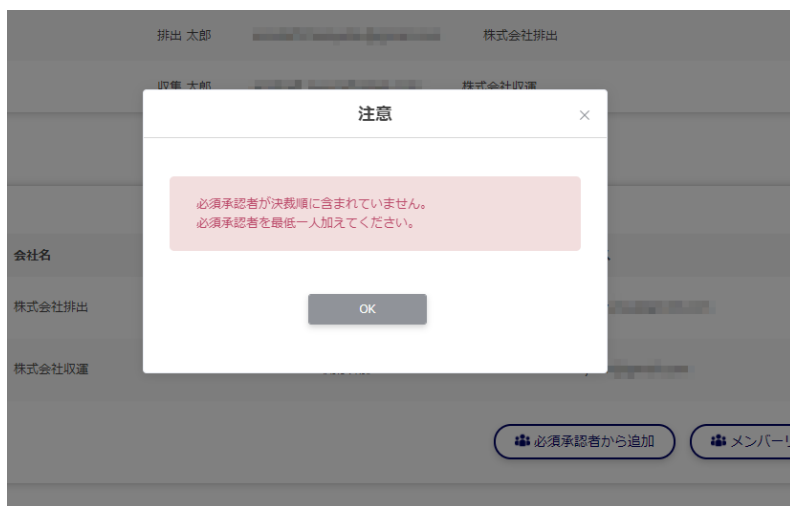 排出 太郎
株式会社排出
収集 太郎
株式会社収運
注意
必須承認者が決裁順に含まれていません。
必須承認者を最低一人加えてください。
会社名
OK
株式会社排出
株式会社収運
必須承認者から追加
メンバーリ